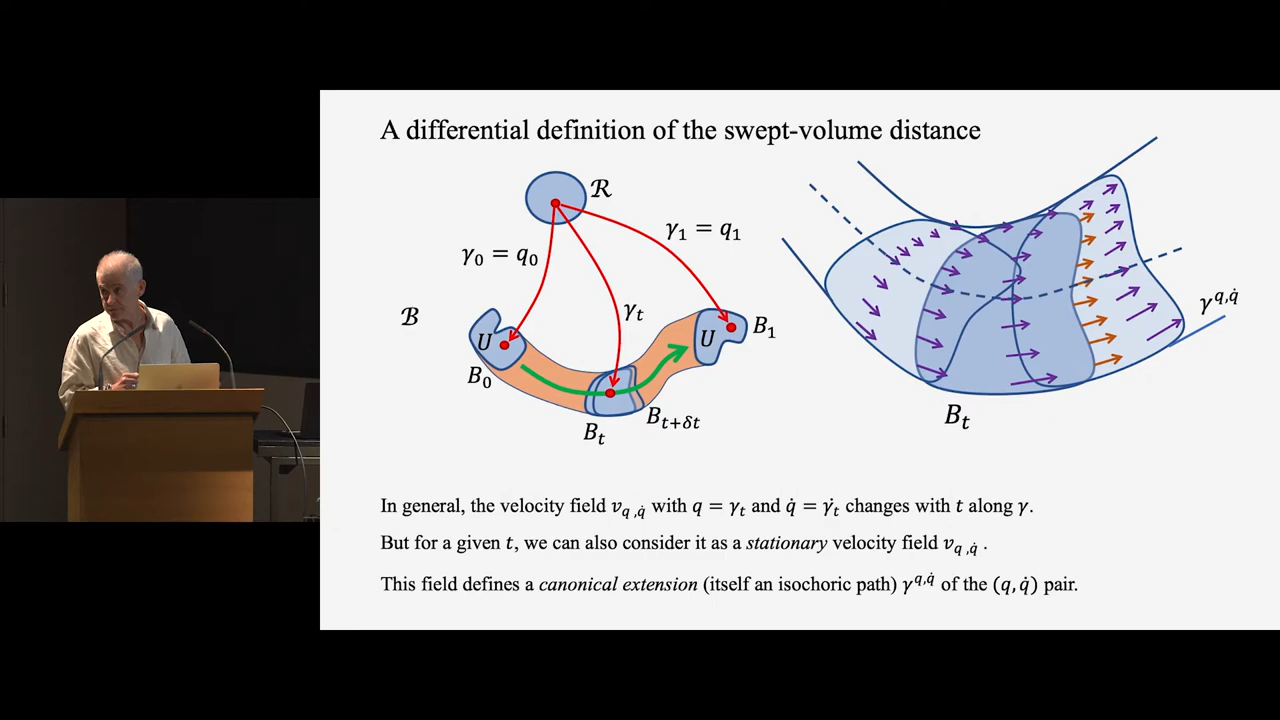 A differential definition of the swept-volume distance
ℛ
γ₀ = q₀
γ₁ = q₁
γₜ
ℬ
U
U
B₁
B₀
Bₜ
Bₜ₊δₜ
γ^{q,q̇}
Bₜ
In general, the velocity field v_{q,q̇} with q = γₜ and q̇ = γ̇ₜ changes with t along γ.
But for a given t, we can also consider it as a stationary velocity field v_{q,q̇} .
This field defines a canonical extension (itself an isochoric path) γ^{q,q̇} of the (q, q̇) pair.